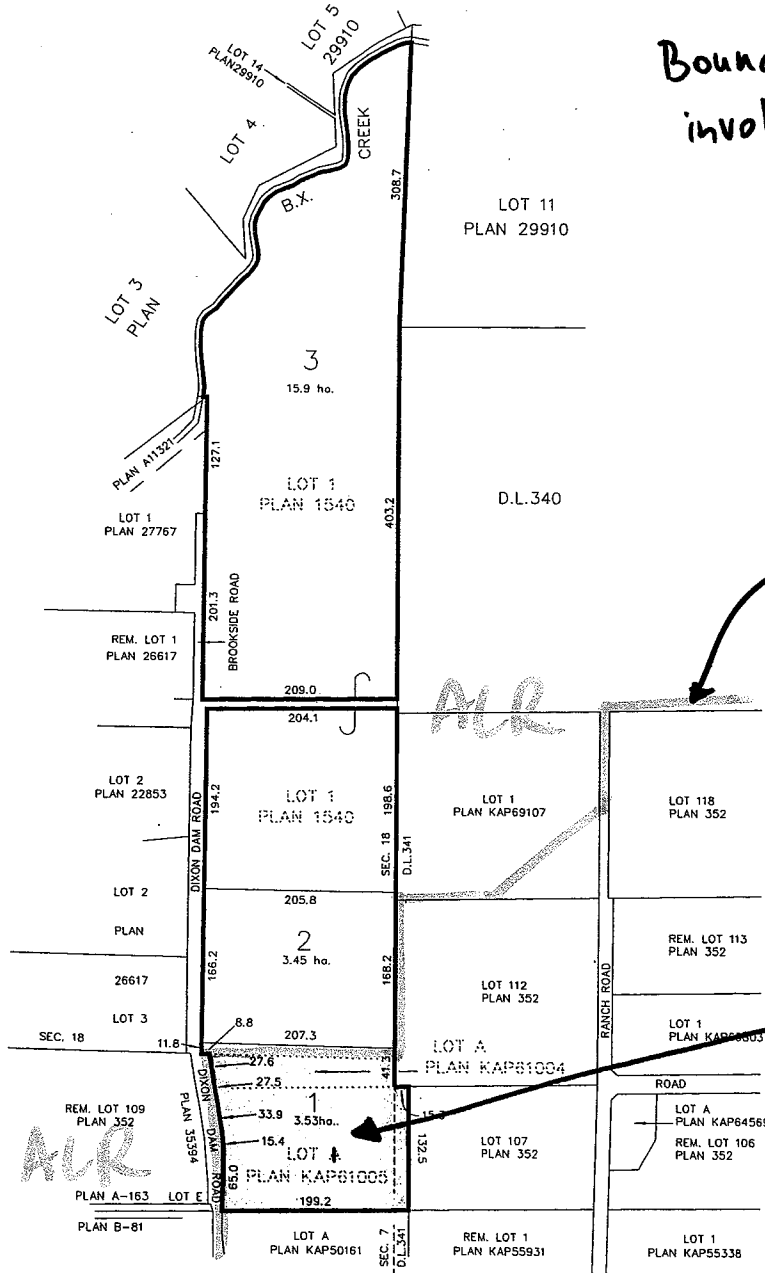 LOT 5
29910
LOT 14
PLAN29910
LOT 4
CREEK
B.X.
308.7
LOT 11
PLAN 29910
LOT 3
PLAN
3
15.9 ha.
PLAN A11321
127.1
LOT 1
PLAN 1540
403.2
D.L.340
LOT 1
PLAN 27767
201.3
BROOKSIDE ROAD
REM. LOT 1
PLAN 26617
209.0
204.1
ALR
LOT 2
PLAN 22853
DIXON DAM ROAD
194.2
LOT 1
PLAN 1540
198.6
SEC. 18
D.L.341
LOT 1
PLAN KAP69107
LOT 118
PLAN 352
205.8
LOT 2
PLAN
26617
LOT 3
166.2
2
3.45 ha.
168.2
LOT 112
PLAN 352
RANCH ROAD
REM. LOT 113
PLAN 352
SEC. 18
11.8
8.8
207.3
LOT A
PLAN KAP61004
LOT 1
41.3
27.6
27.5
33.9
15.4
65.0
DIXON DAM ROAD
PLAN 35394
1
3.53ha..
LOT A
PLAN KAP61005
132.5
199.2
REM. LOT 109
PLAN 352
ALR
PLAN A-163 LOT E
PLAN B-81
LOT 107
PLAN 352
ROAD
LOT A
PLAN KAP64569
REM. LOT 106
PLAN 352
LOT A
PLAN KAP50161
SEC. 7
D.L.341
REM. LOT 1
PLAN KAP55931
LOT 1
PLAN KAP55338